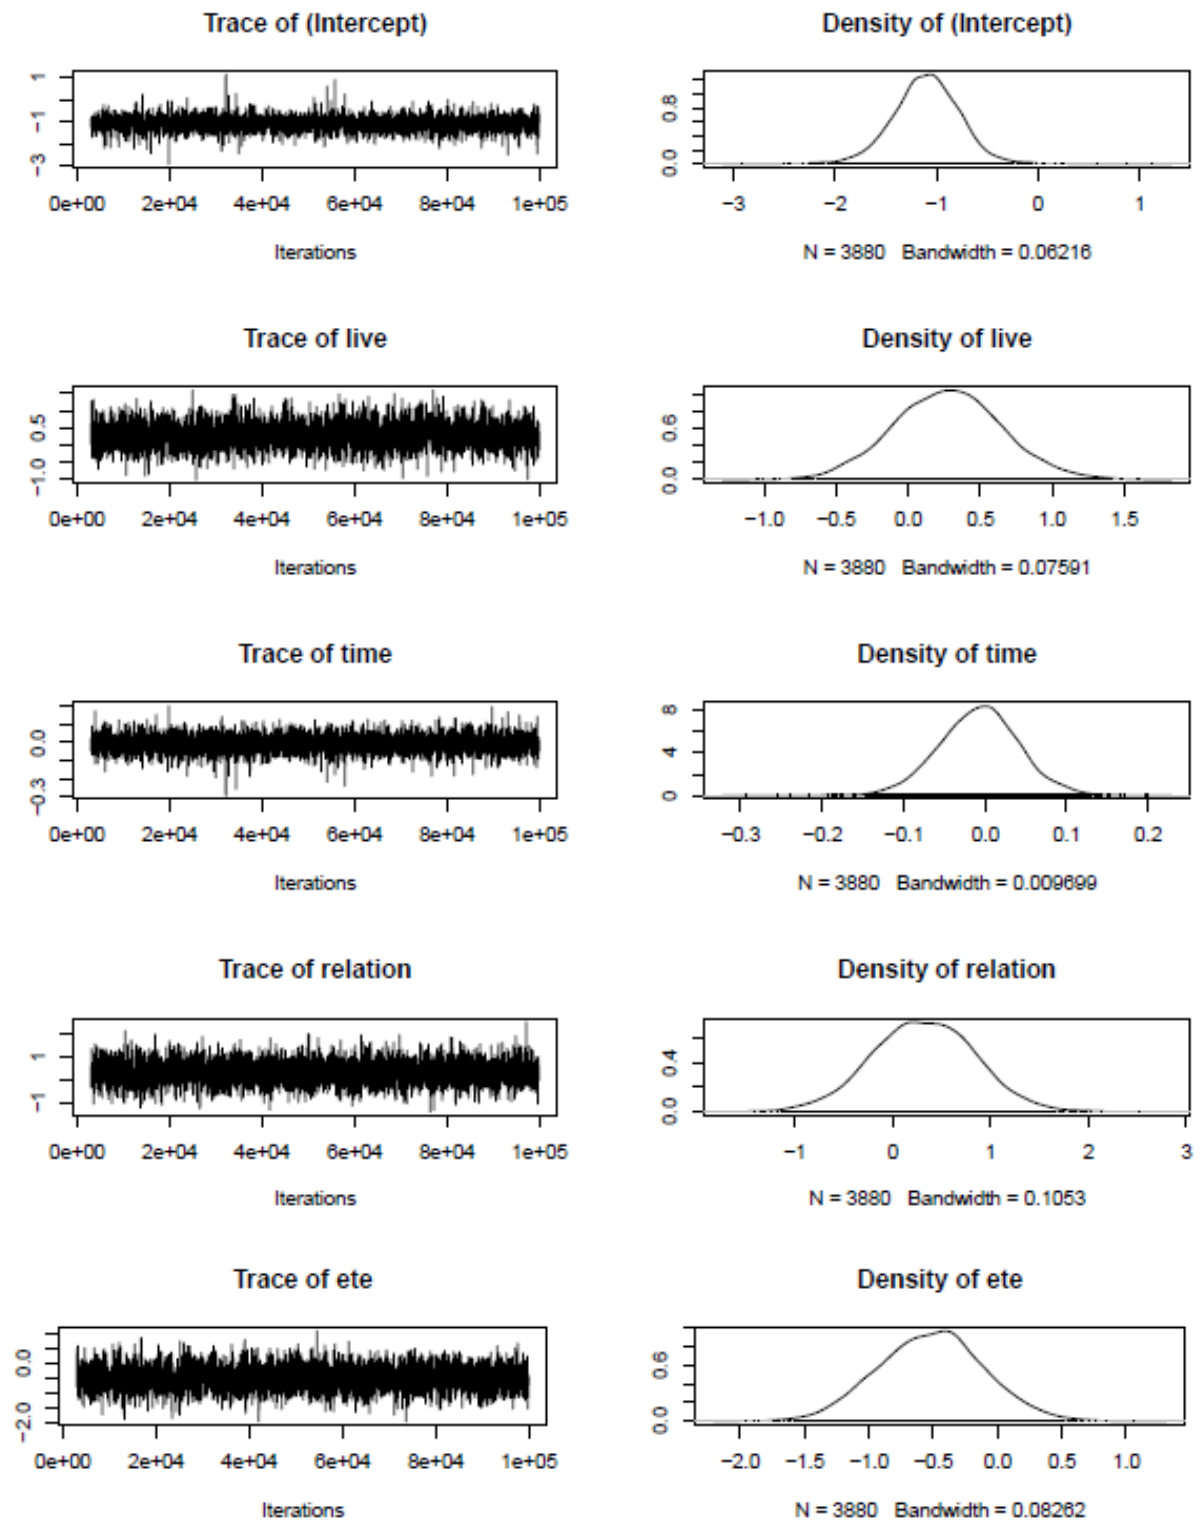 Trace of (Intercept)
Density of (Intercept)
1
-1
-3
0e+00 2e+04 4e+04 6e+04 8e+04 1e+05
Iterations
0.8
0.0
-3 -2 -1 0 1
N = 3880 Bandwidth = 0.06216
Trace of live
Density of live
0.5
-1.0
0e+00 2e+04 4e+04 6e+04 8e+04 1e+05
Iterations
0.6
0.0
-1.0 -0.5 0.0 0.5 1.0 1.5
N = 3880 Bandwidth = 0.07591
Trace of time
Density of time
0.0
-0.3
0e+00 2e+04 4e+04 6e+04 8e+04 1e+05
Iterations
8
4
0
-0.3 -0.2 -0.1 0.0 0.1 0.2
N = 3880 Bandwidth = 0.009699
Trace of relation
Density of relation
1
-1
0e+00 2e+04 4e+04 6e+04 8e+04 1e+05
Iterations
0.4
0.0
-1 0 1 2 3
N = 3880 Bandwidth = 0.1053
Trace of ete
Density of ete
0.0
-2.0
0e+00 2e+04 4e+04 6e+04 8e+04 1e+05
Iterations
0.6
0.0
-2.0 -1.5 -1.0 -0.5 0.0 0.5 1.0
N = 3880 Bandwidth = 0.08262